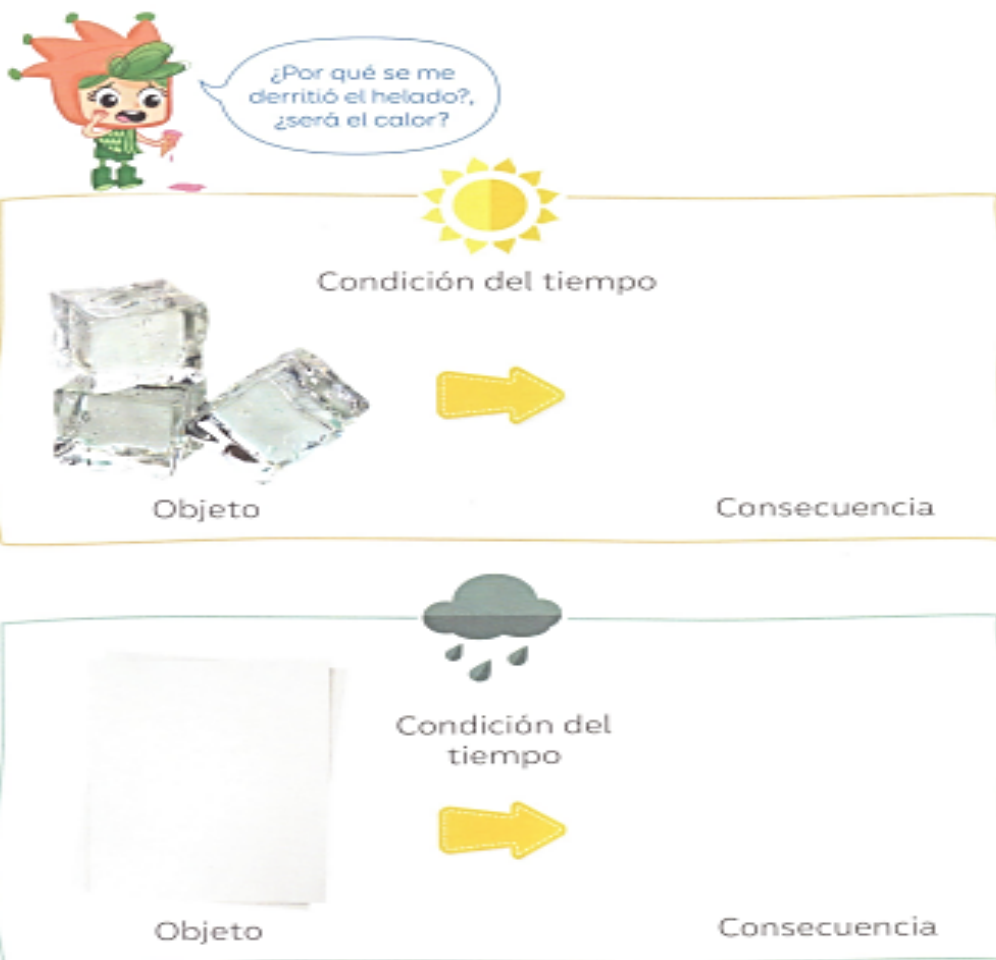 ¿Por qué se me
derritió el helado?,
¿será el calor?
Condición del tiempo
Objeto
Consecuencia
Condición del
tiempo
Objeto
Consecuencia